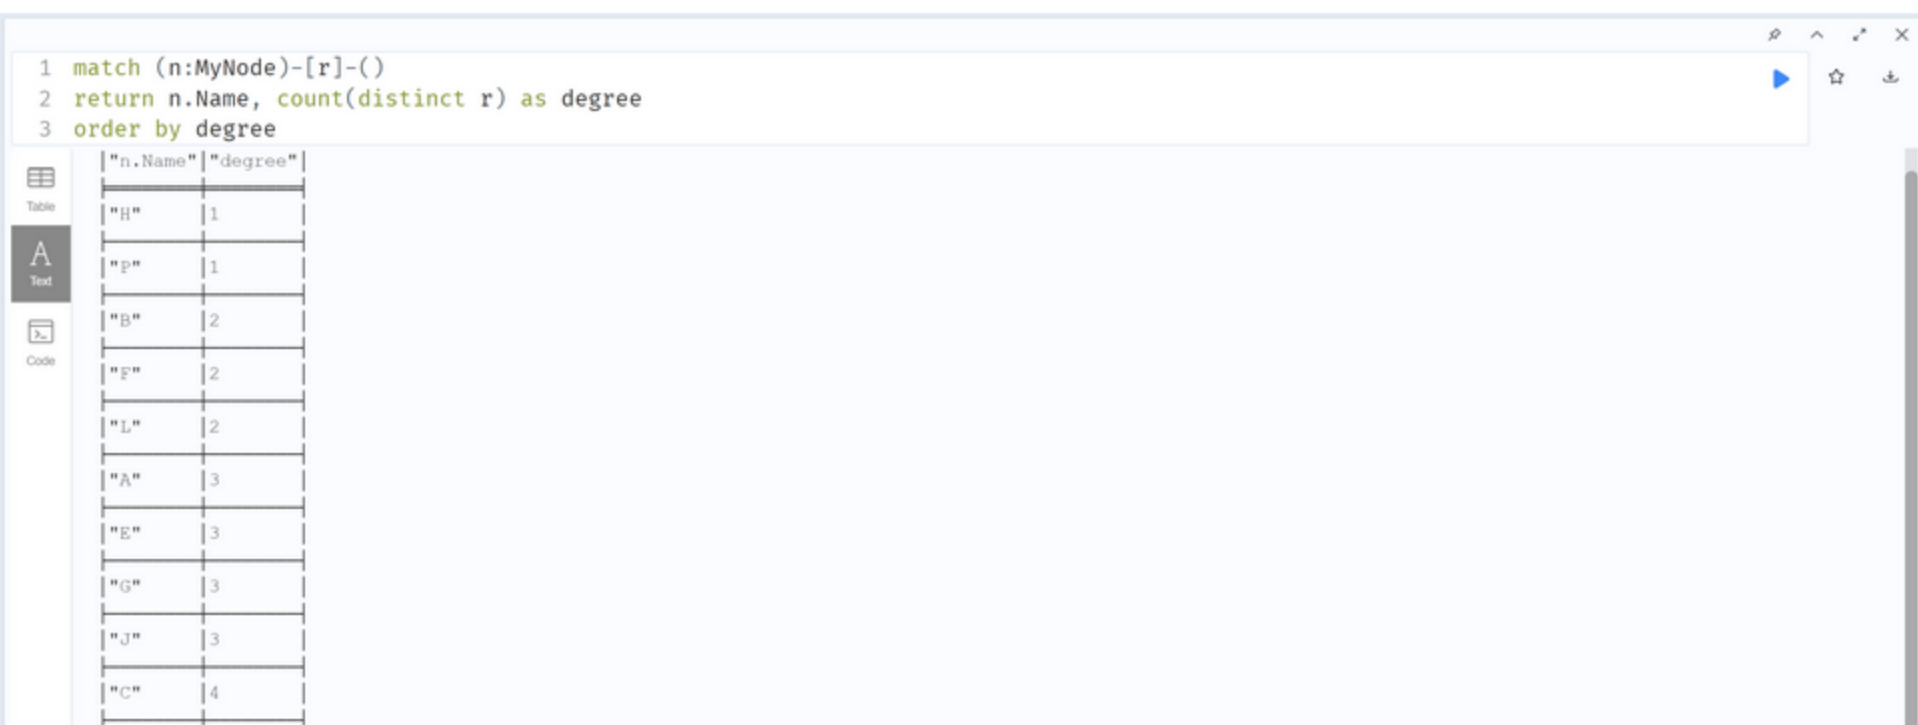 1 match (n:MyNode)-[r]-()
2 return n.Name, count(distinct r) as degree
3 order by degree
|"n.Name"|"degree"|
|"H" |1 |
|"P" |1 |
|"B" |2 |
|"F" |2 |
|"L" |2 |
|"A" |3 |
|"E" |3 |
|"G" |3 |
|"J" |3 |
|"C" |4 |
Table
A
Text
Code